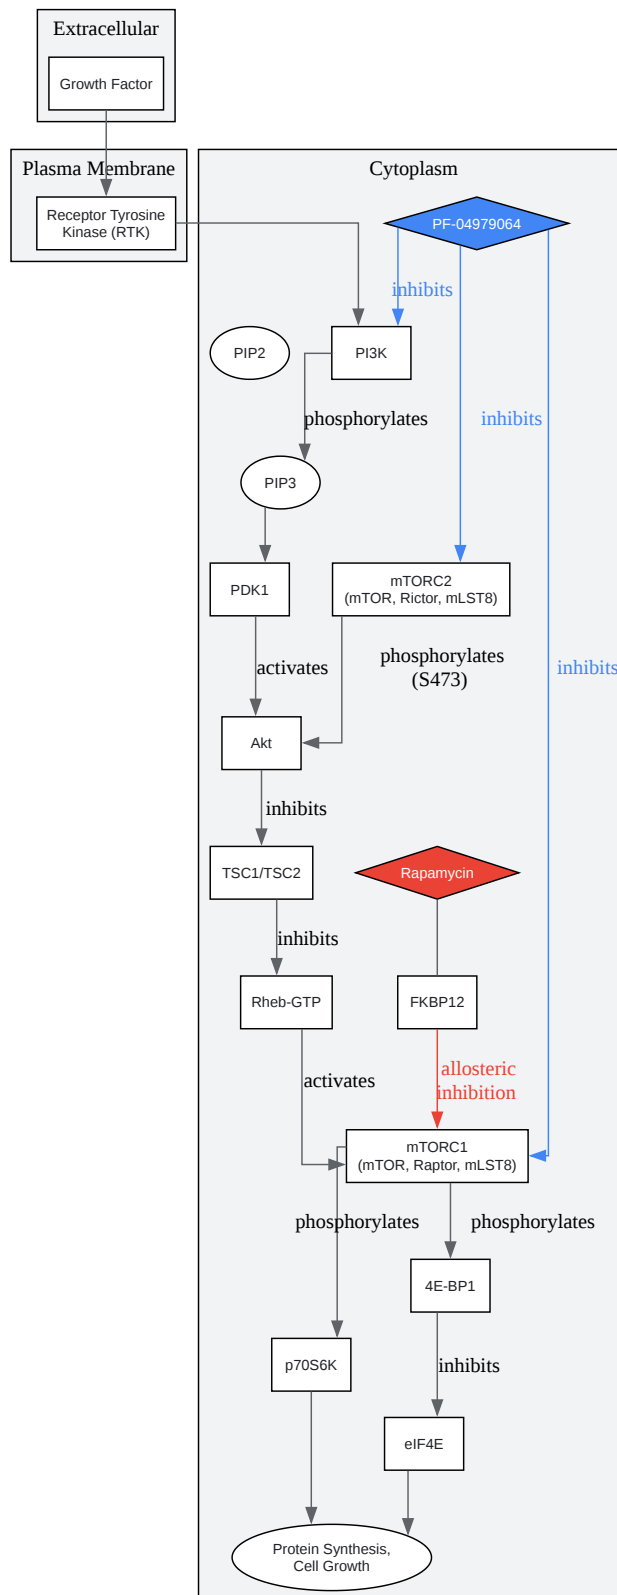 Extracellular
Growth Factor
Plasma Membrane
Cytoplasm
Receptor Tyrosine
Kinase (RTK)
PF-04979064
inhibits
PIP2
PI3K
phosphorylates
inhibits
PIP3
PDK1
mTORC2
(mTOR, Rictor, mLST8)
activates
phosphorylates
(S473)
inhibits
Akt
inhibits
TSC1/TSC2
Rapamycin
inhibits
Rheb-GTP
FKBP12
activates
allosteric
inhibition
mTORC1
(mTOR, Raptor, mLST8)
phosphorylates
phosphorylates
4E-BP1
p70S6K
inhibits
eIF4E
Protein Synthesis,
Cell Growth